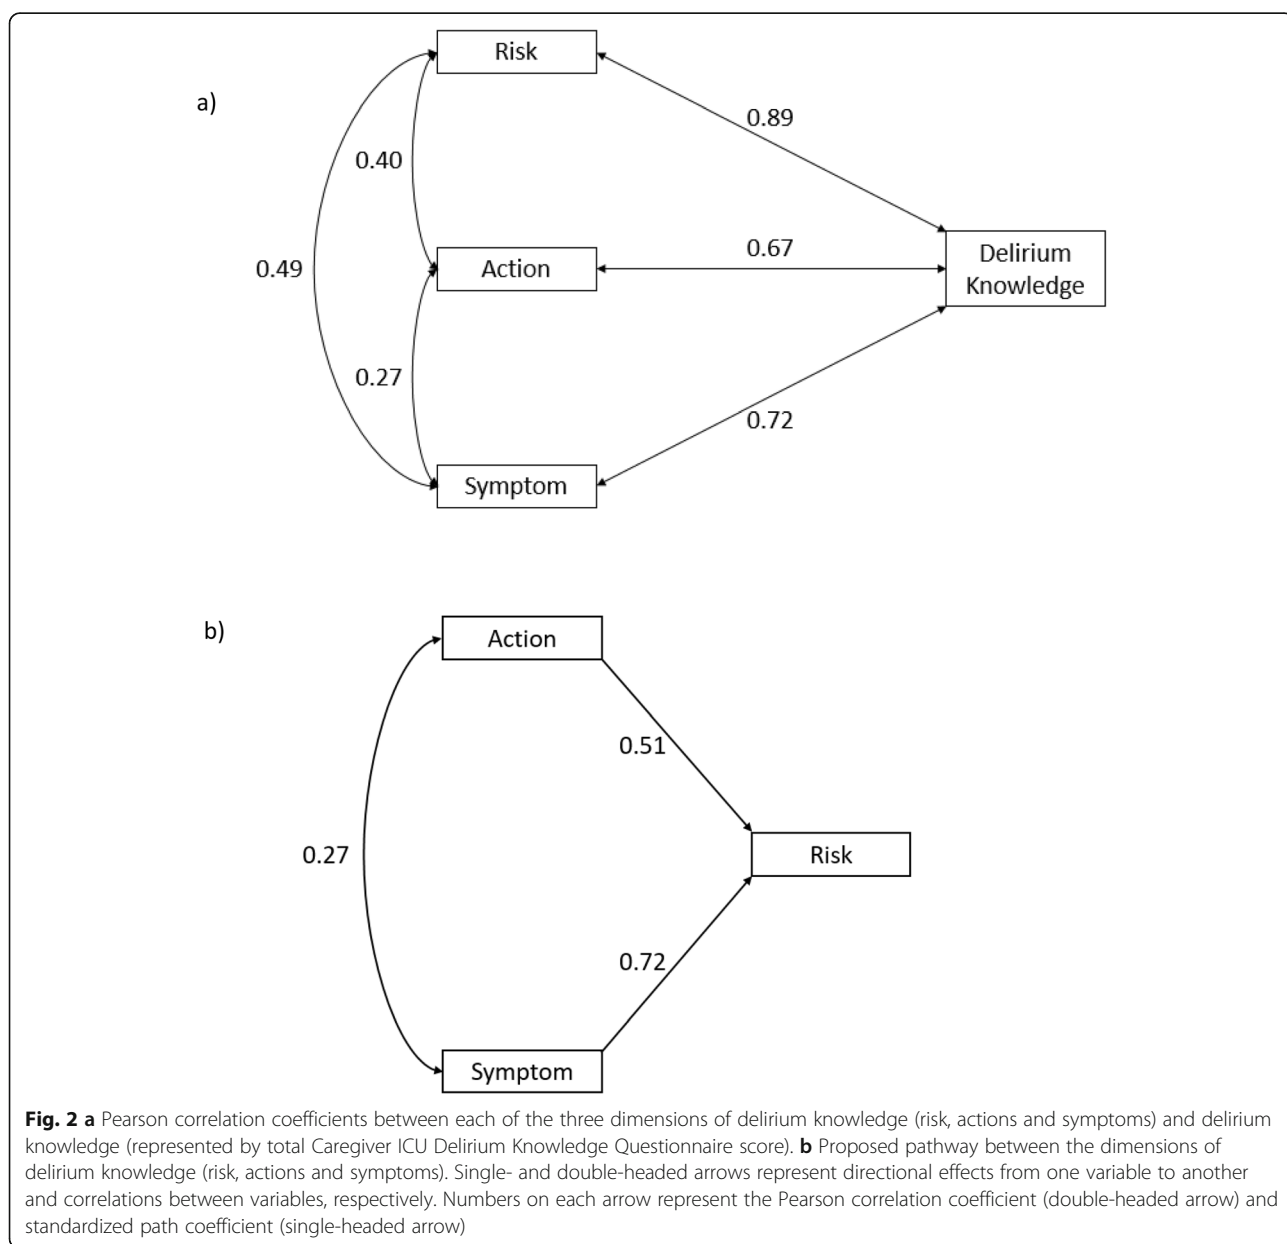 Risk
a)
0.89
0.40
0.67
Delirium
Knowledge
0.49
Action
0.27
0.72
Symptom
b)
Action
0.51
0.27
Risk
0.72
Symptom
Fig. 2 a Pearson correlation coefficients between each of the three dimensions of delirium knowledge (risk, actions and symptoms) and delirium
knowledge (represented by total Caregiver ICU Delirium Knowledge Questionnaire score). b Proposed pathway between the dimensions of
delirium knowledge (risk, actions and symptoms). Single- and double-headed arrows represent directional effects from one variable to another
and correlations between variables, respectively. Numbers on each arrow represent the Pearson correlation coefficient (double-headed arrow) and
standardized path coefficient (single-headed arrow)